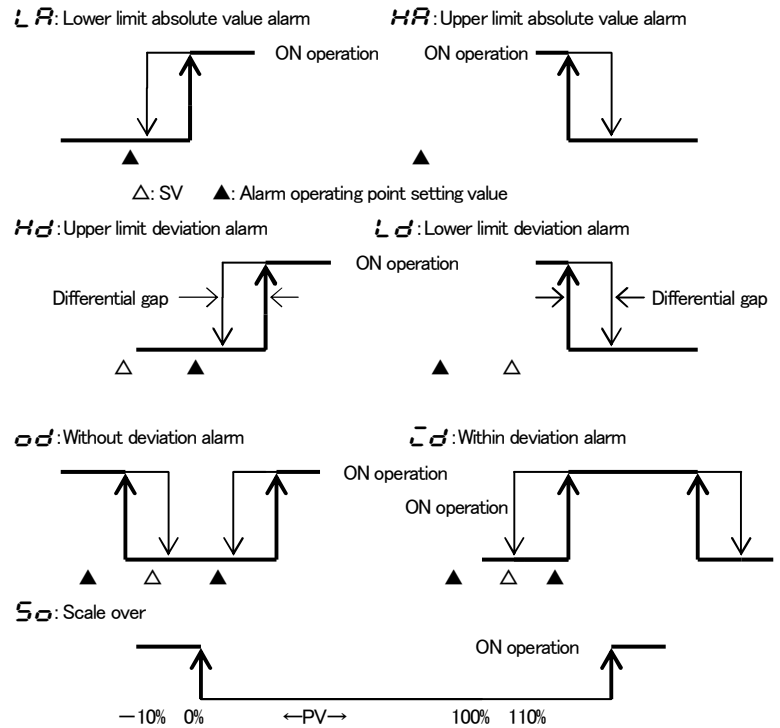 LA: Lower limit absolute value alarm HA: Upper limit absolute value alarm
ON operation ON operation
▲ ▲
△: SV ▲: Alarm operating point setting value
Hd: Upper limit deviation alarm Ld: Lower limit deviation alarm
ON operation
Differential gap Differential gap
△ ▲ ▲ △
od: Without deviation alarm id: Within deviation alarm
ON operation
ON operation
▲ △ ▲ ▲ △ ▲
So: Scale over
ON operation
−10% 0% ←PV→ 100% 110%